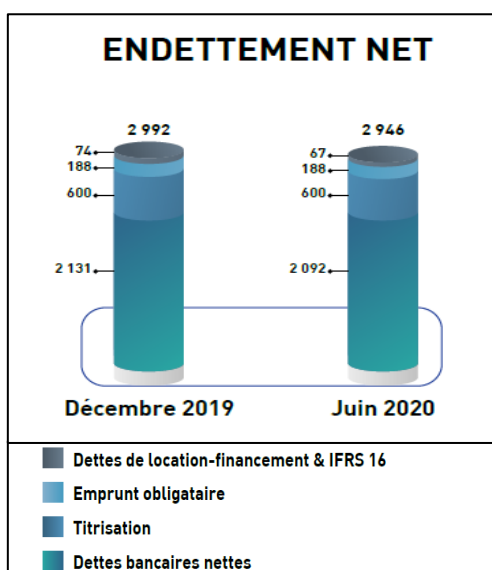 ENDETTEMENT NET
2 992
74
188
600
2 131
2 946
67
188
600
2 092
Décembre 2019
Juin 2020
Dettes de location-financement & IFRS 16
Emprunt obligataire
Titrisation
Dettes bancaires nettes